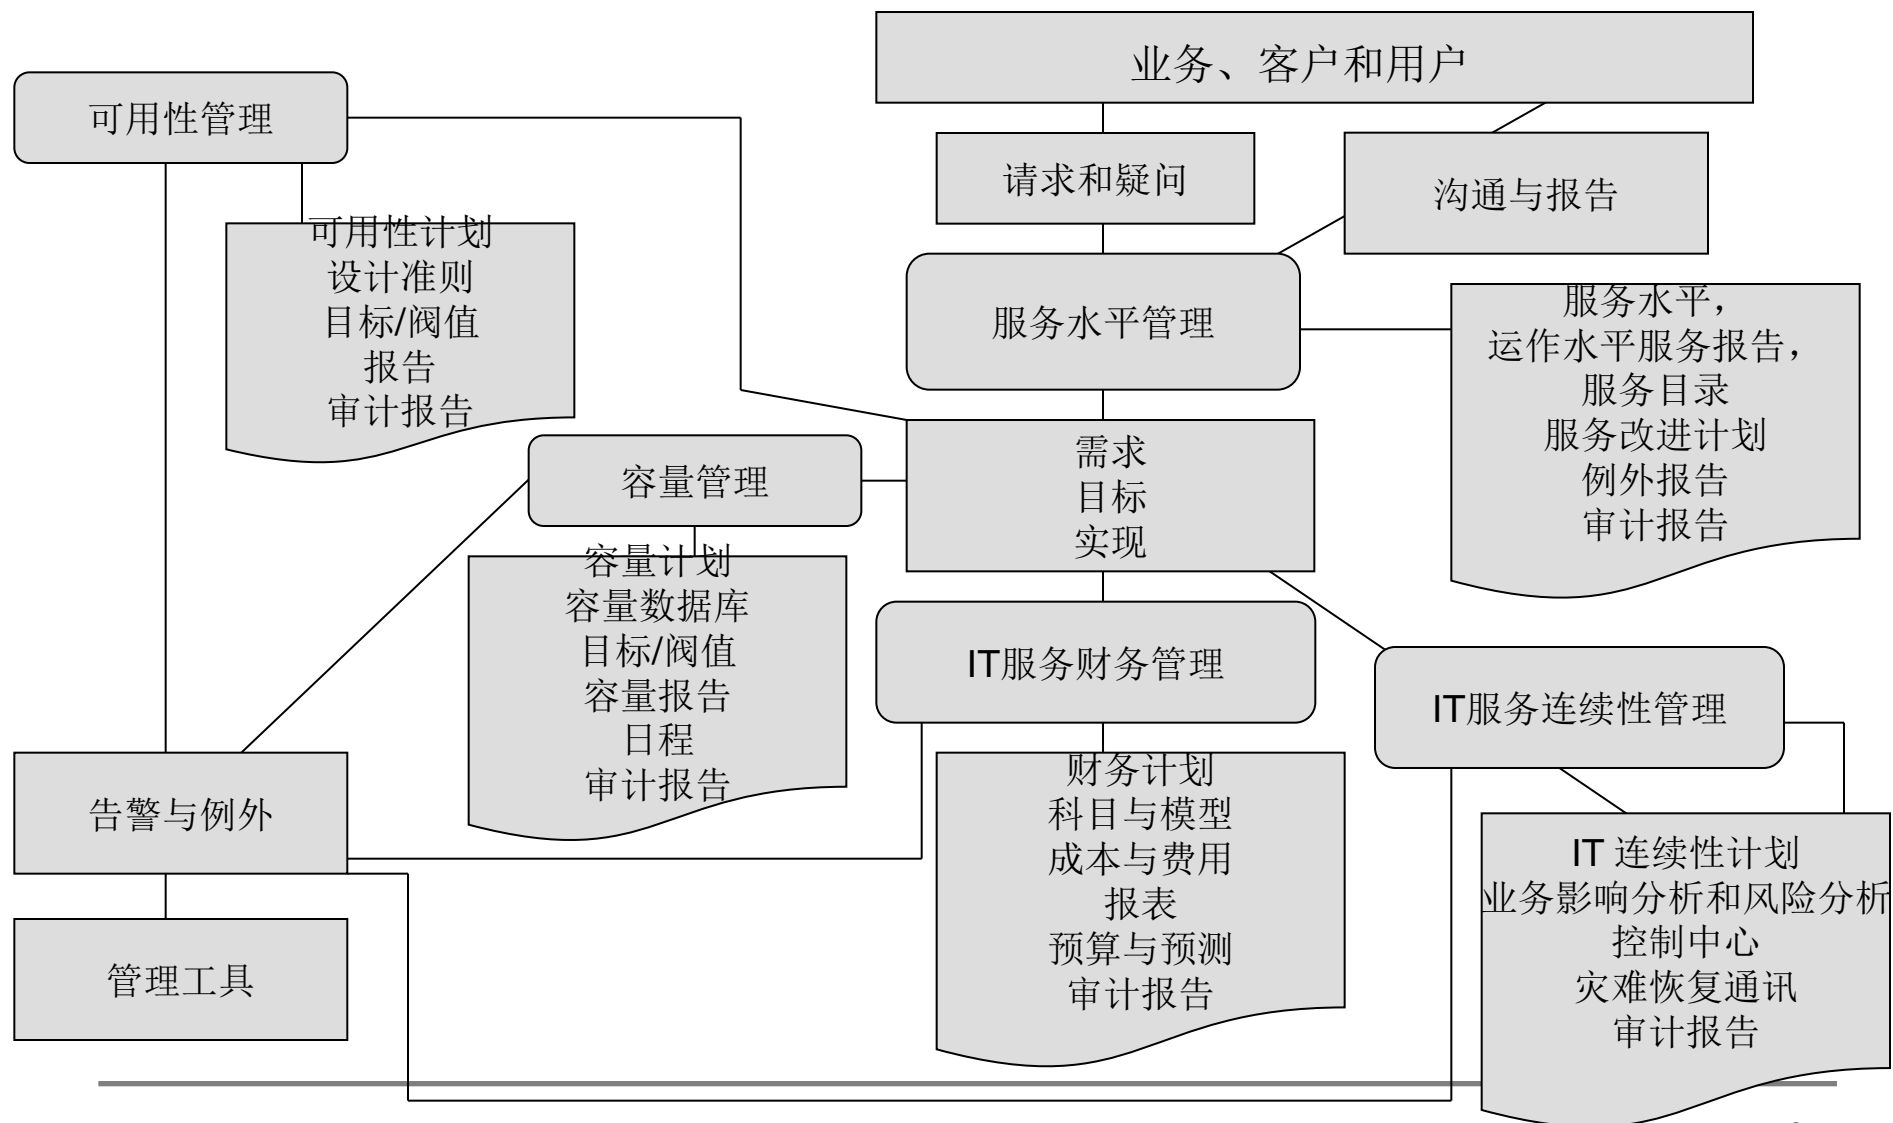 业务、客户和用户
可用性管理
请求和疑问
沟通与报告
可用性计划
设计准则
目标/阀值
报告
审计报告
服务水平管理
服务水平，
运作水平服务报告，
服务目录
服务改进计划
例外报告
审计报告
容量管理
需求
目标
实现
容量计划
容量数据库
目标/阀值
容量报告
日程
审计报告
IT服务财务管理
IT服务连续性管理
告警与例外
财务计划
科目与模型
成本与费用
报表
预算与预测
审计报告
IT 连续性计划
业务影响分析和风险分析
控制中心
灾难恢复通讯
审计报告
管理工具